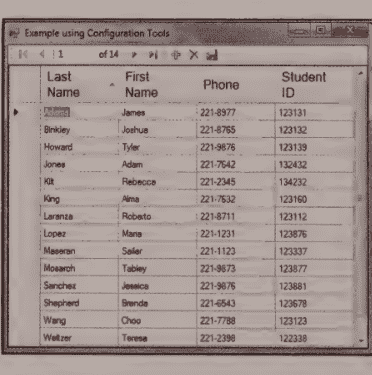 Example using Configuration Tools
1 of 14
Last Name First Name Phone Student ID
James 221-8977 123131
Binkley Joshua 221-8765 123132
Howard Tyler 221-9876 123139
Jones Adam 221-7642 132432
Kit Rebecca 221-2345 134232
King Alma 221-7632 123160
Laranza Roberto 221-8711 123112
Lopez Maria 221-1231 123876
Maseran Sailer 221-1123 123337
Mosarch Tabley 221-9873 123877
Sanchez Jessica 221-9876 123881
Shepherd Brenda 221-6543 123678
Wang Choo 221-7788 123123
Weltzer Teresa 221-2398 122338